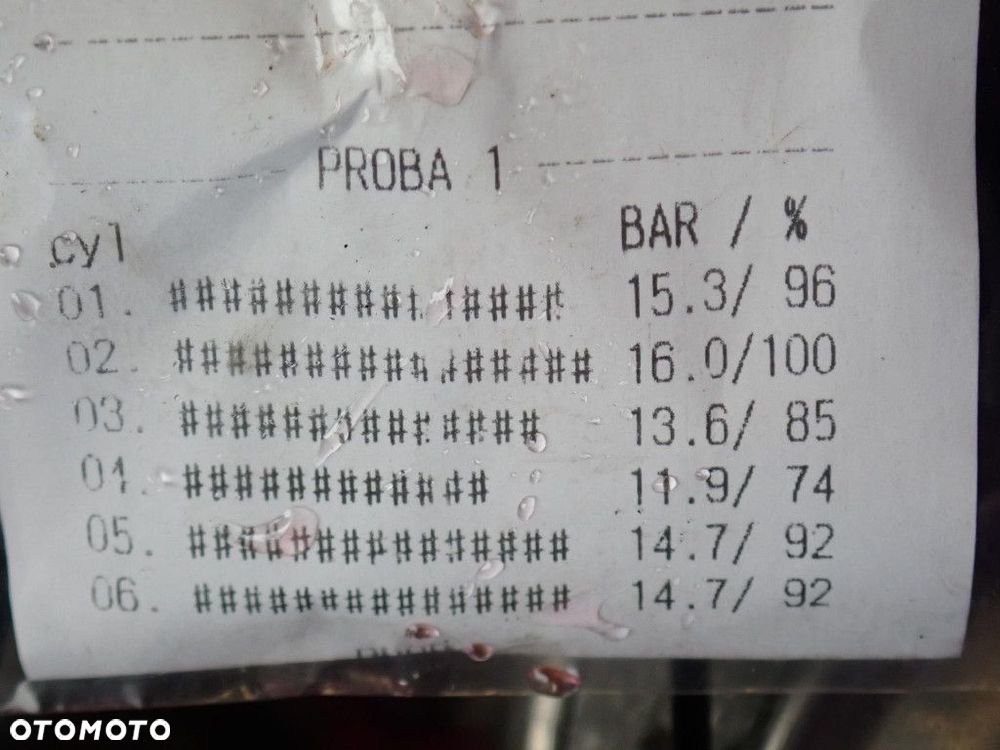 PROBA 1
cyl BAR / %
01. ############### 15.3/ 96
02. ################ 16.0/100
03. ############## 13.6/ 85
04. ############ 11.9/ 74
05. ############### 14.7/ 92
06. ############### 14.7/ 92
OTOMOTO